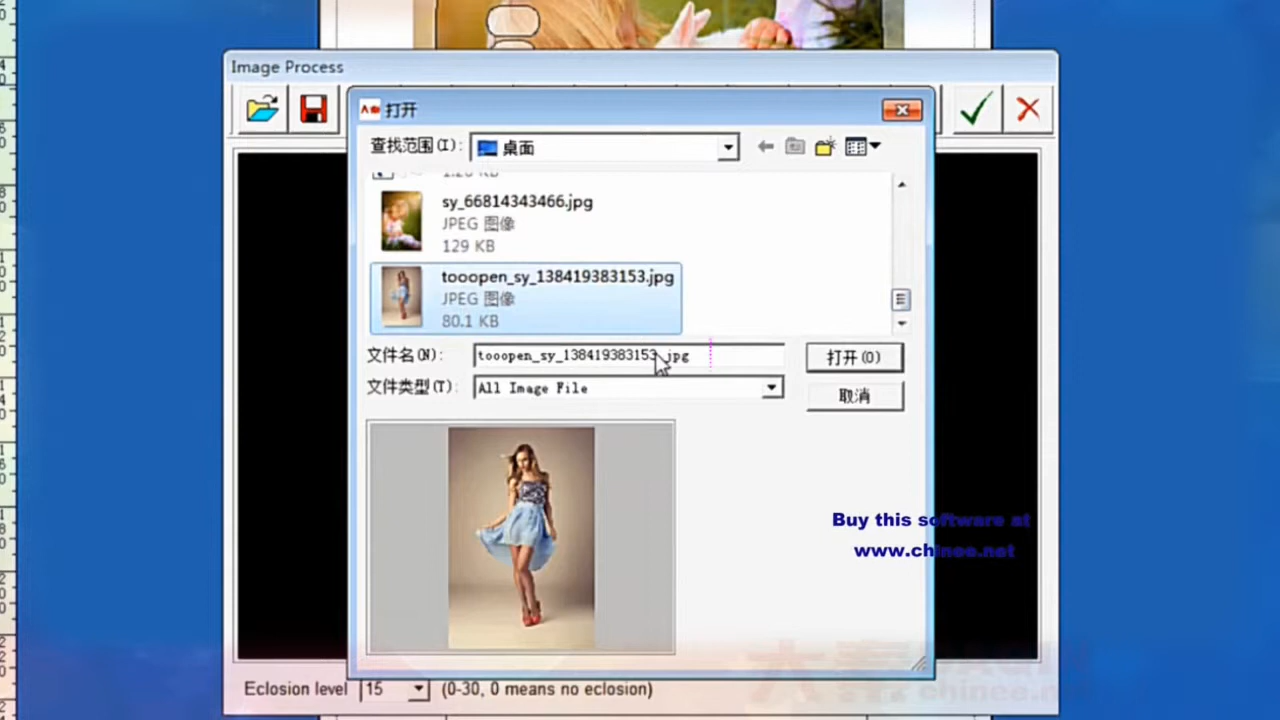 Image Process
打开
查找范围(I):
桌面
sy_66814343466.jpg
JPEG 图像
129 KB
tooopen_sy_138419383153.jpg
JPEG 图像
80.1 KB
文件名(N):
tooopen_sy_138419383153.jpg
打开(O)
文件类型(T):
All Image File
取消
Buy this software at
www.chinee.net
Eclosion level
15
(0-30, 0 means no eclosion)
chinee.net